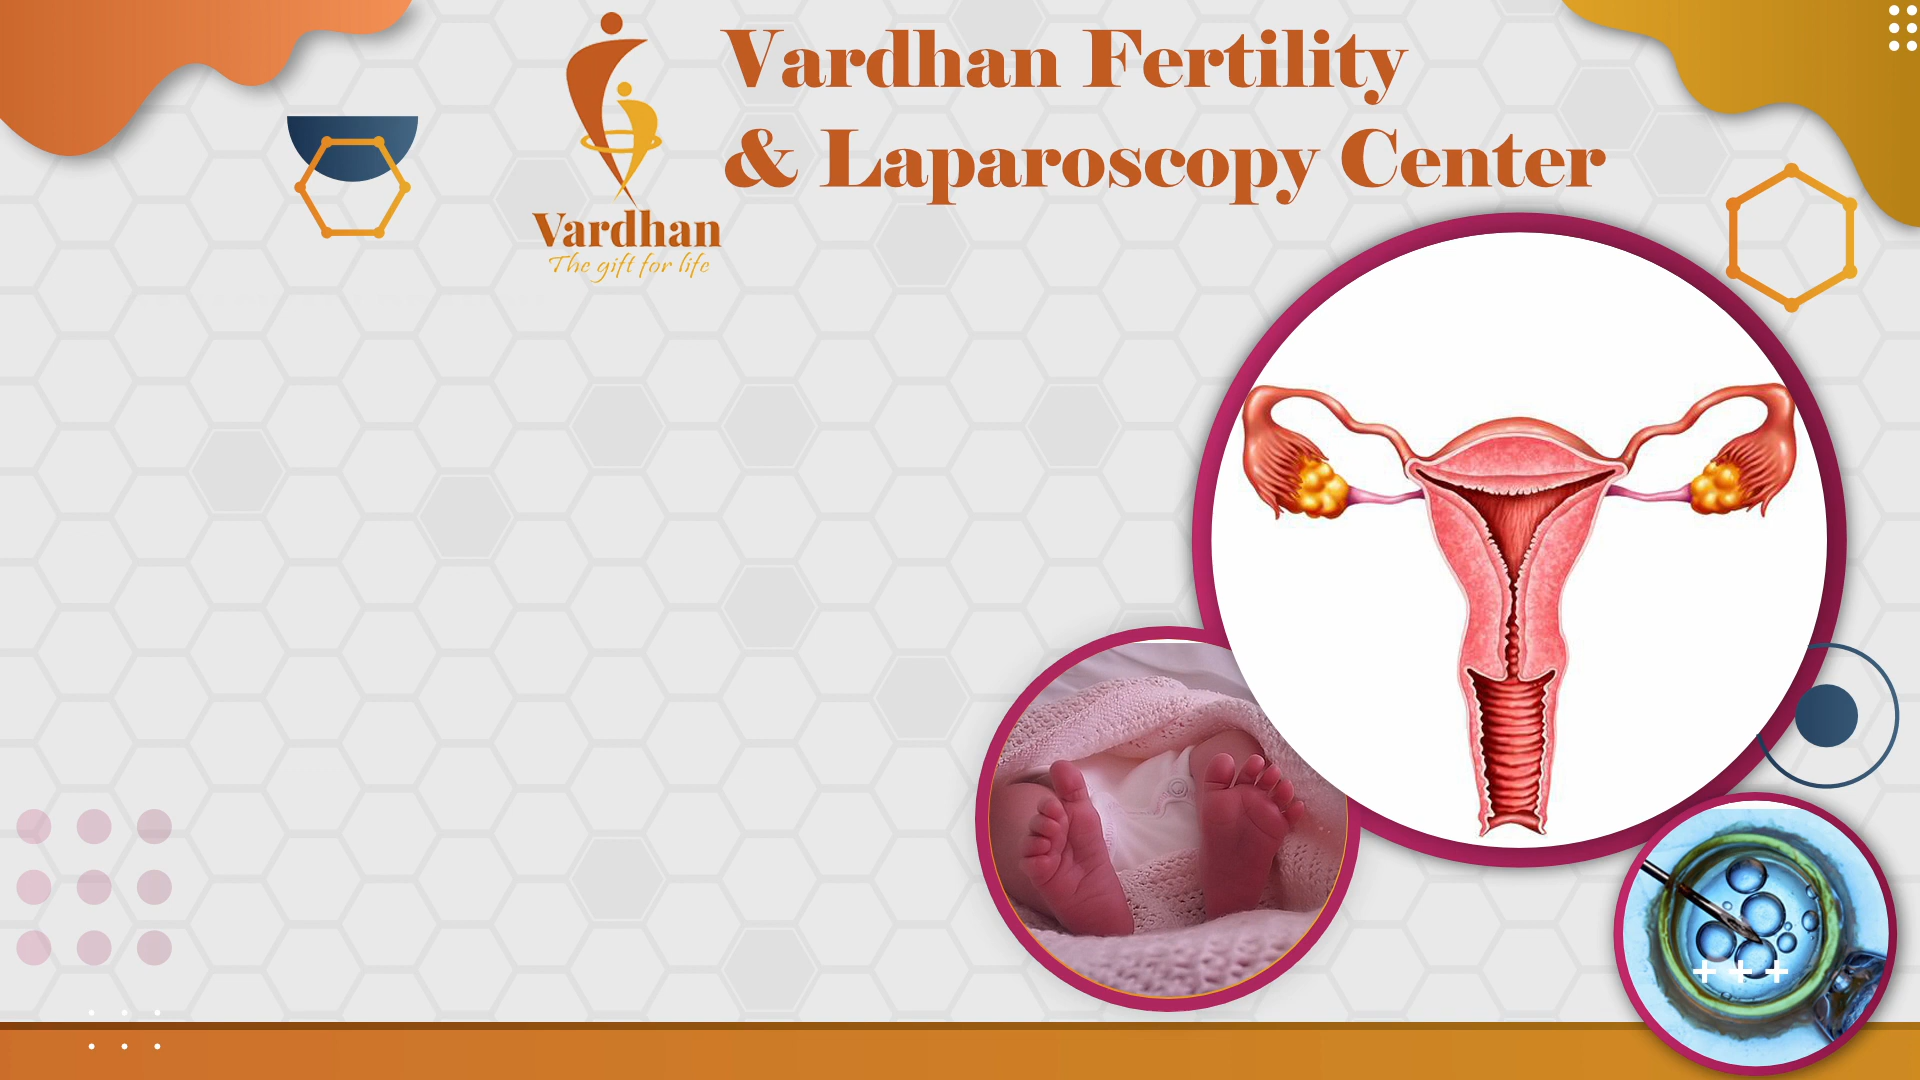 Vardhan Fertility
& Laparoscopy Center
Vardhan
The gift for life